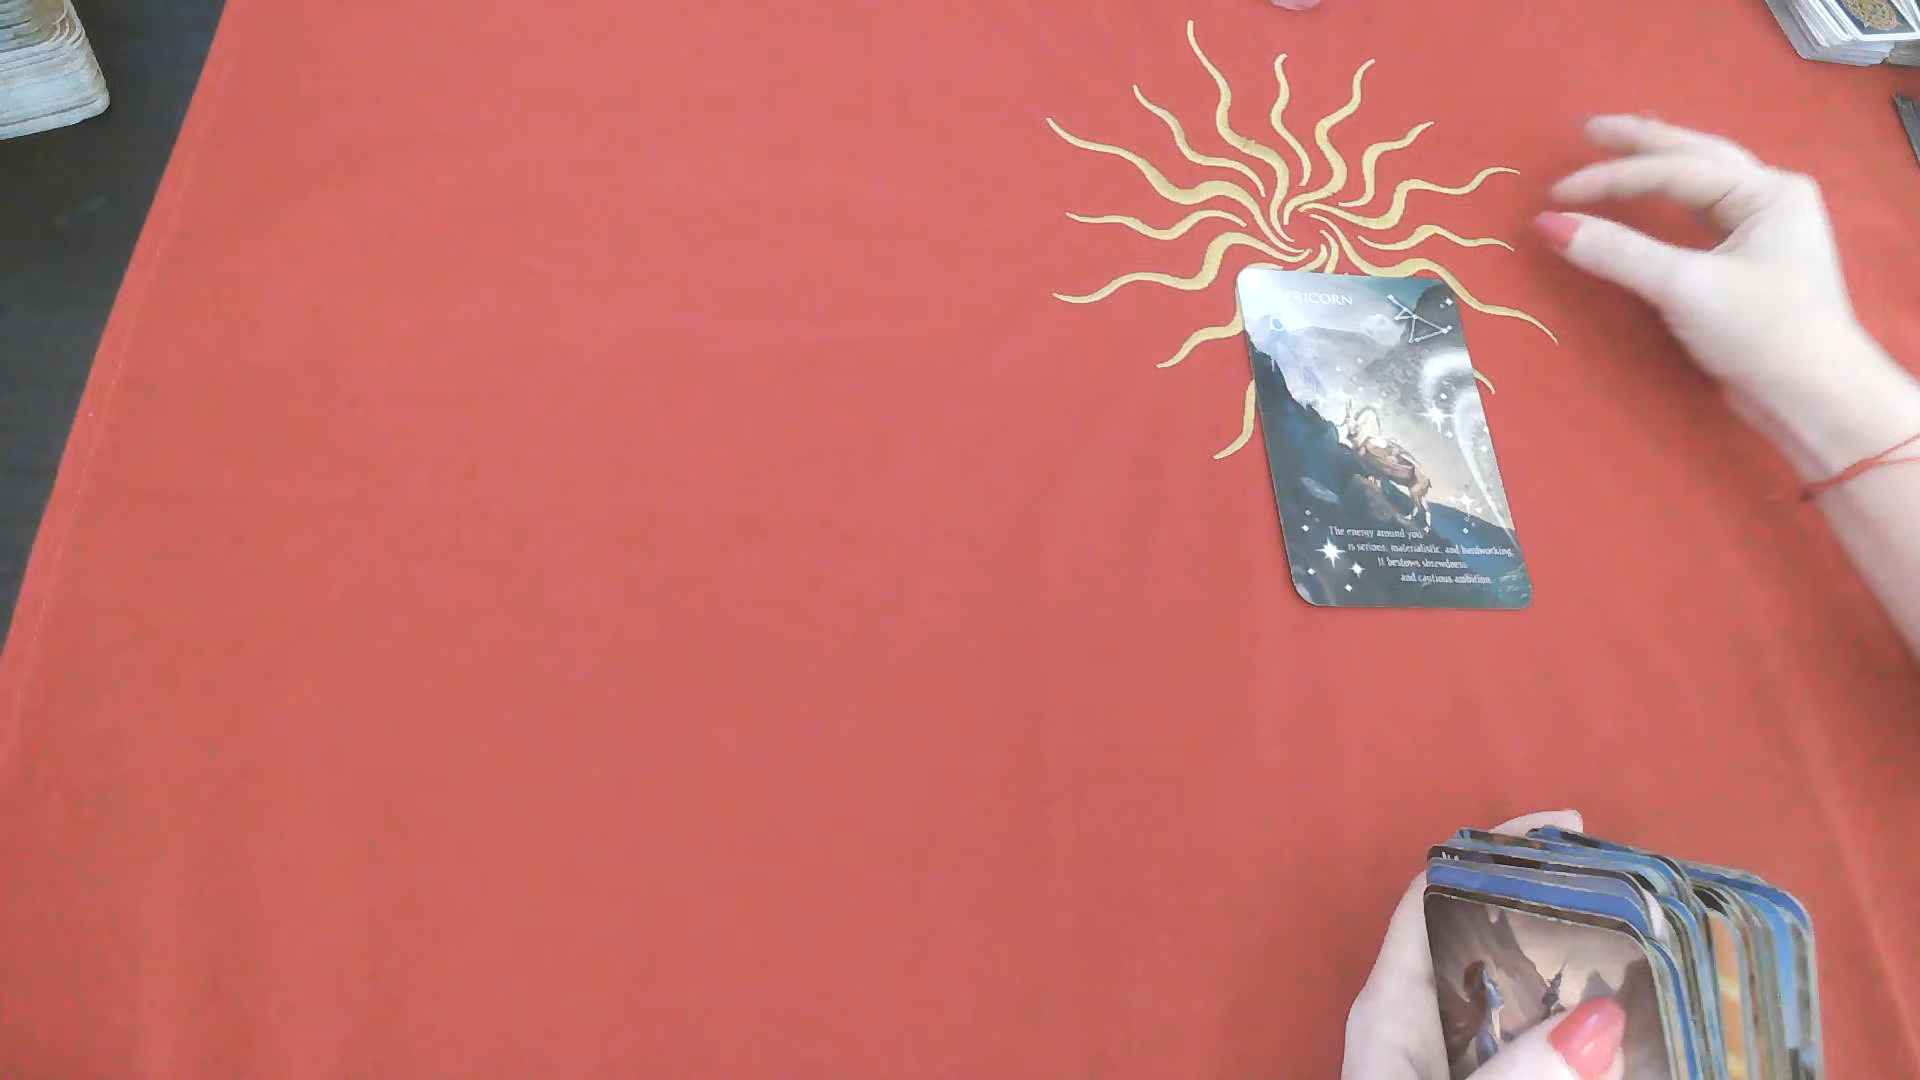 RICORN
The energy around you
is serious, materialistic, and hardworking.
It bestows shrewdness
and cautious ambition.